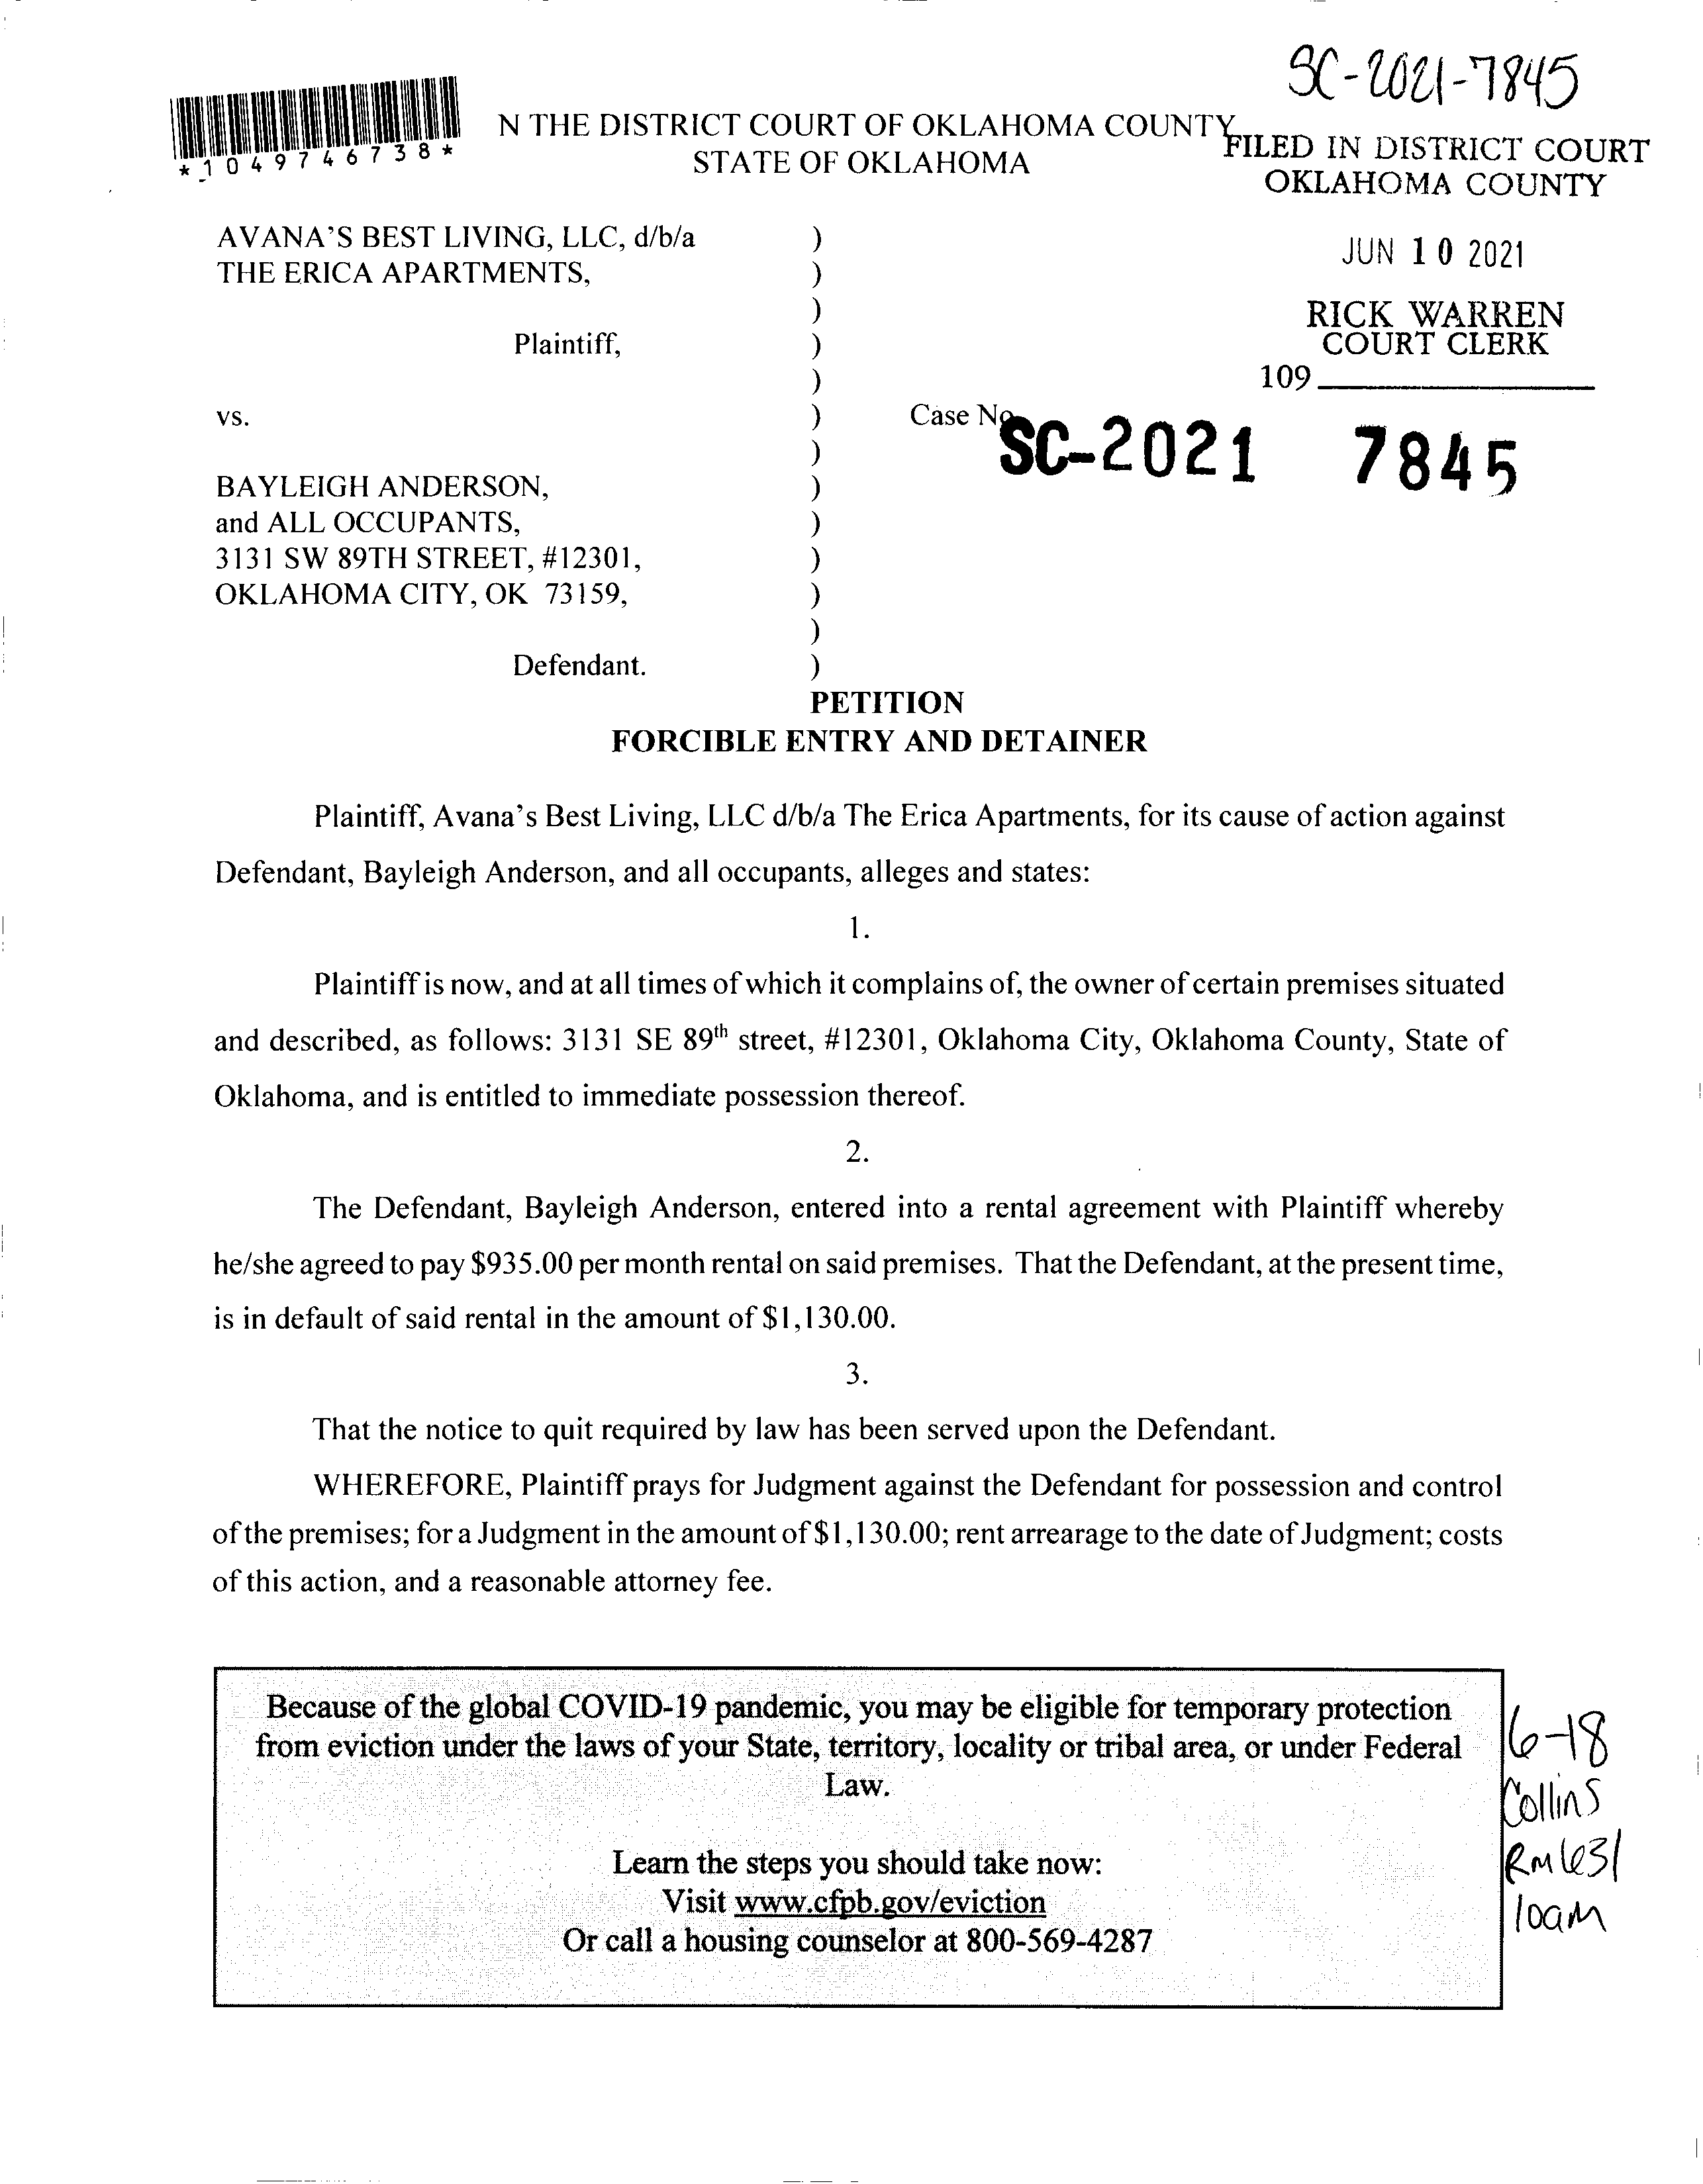 SC-2021-7845
*1049746738*
N THE DISTRICT COURT OF OKLAHOMA COUNTY
STATE OF OKLAHOMA
FILED IN DISTRICT COURT
OKLAHOMA COUNTY
JUN 10 2021
RICK WARREN
COURT CLERK
109
AVANA'S BEST LIVING, LLC, d/b/a )
THE ERICA APARTMENTS, )
)
Plaintiff, )
)
vs. ) Case No.
SC-2021 7845
)
BAYLEIGH ANDERSON, )
and ALL OCCUPANTS, )
3131 SW 89TH STREET, #12301, )
OKLAHOMA CITY, OK 73159, )
)
Defendant. )
PETITION
FORCIBLE ENTRY AND DETAINER
Plaintiff, Avana's Best Living, LLC d/b/a The Erica Apartments, for its cause of action against
Defendant, Bayleigh Anderson, and all occupants, alleges and states:
1.
Plaintiff is now, and at all times of which it complains of, the owner of certain premises situated
and described, as follows: 3131 SE 89th street, #12301, Oklahoma City, Oklahoma County, State of
Oklahoma, and is entitled to immediate possession thereof.
2.
The Defendant, Bayleigh Anderson, entered into a rental agreement with Plaintiff whereby
he/she agreed to pay $935.00 per month rental on said premises. That the Defendant, at the present time,
is in default of said rental in the amount of $1,130.00.
3.
That the notice to quit required by law has been served upon the Defendant.
WHEREFORE, Plaintiff prays for Judgment against the Defendant for possession and control
of the premises; for a Judgment in the amount of $1,130.00; rent arrearage to the date of Judgment; costs
of this action, and a reasonable attorney fee.
Because of the global COVID-19 pandemic, you may be eligible for temporary protection
from eviction under the laws of your State, territory, locality or tribal area, or under Federal
Law.
Learn the steps you should take now:
Visit www.cfpb.gov/eviction
Or call a housing counselor at 800-569-4287
6-18
Collins
Rm 631
10am